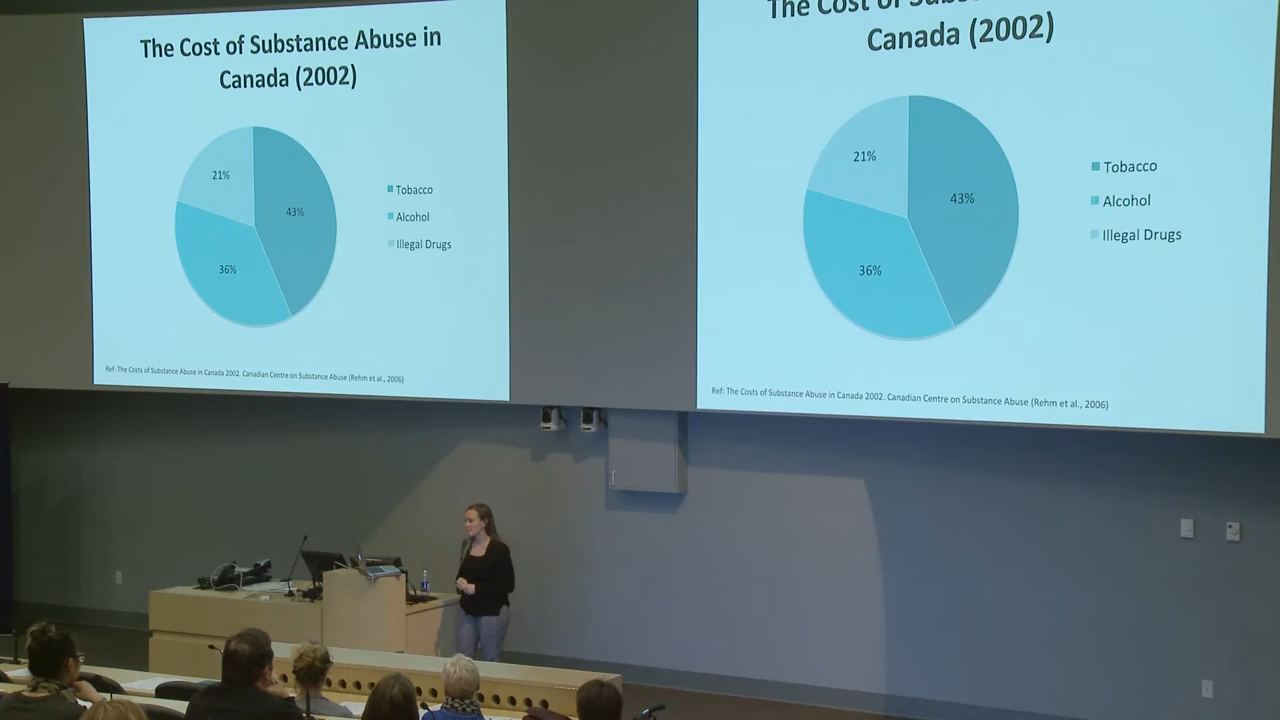 The Cost of Substance Abuse in
Canada (2002)
21%
43%
36%
Tobacco
Alcohol
Illegal Drugs
Ref: The Costs of Substance Abuse in Canada 2002. Canadian Centre on Substance Abuse (Rehm et al., 2006)
The Cost of Subs
Canada (2002)
21%
43%
36%
Tobacco
Alcohol
Illegal Drugs
Ref: The Costs of Substance Abuse in Canada 2002. Canadian Centre on Substance Abuse (Rehm et al., 2006)